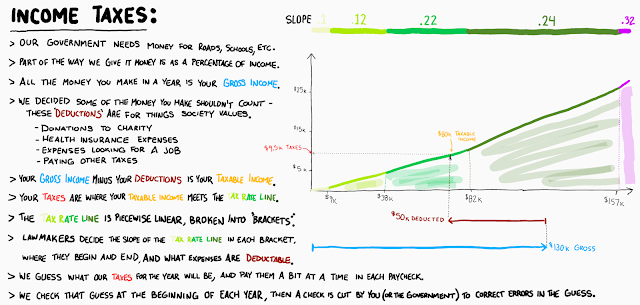 INCOME TAXES:
> OUR GOVERNMENT NEEDS MONEY FOR ROADS, SCHOOLS, ETC.
> PART OF THE WAY WE GIVE IT MONEY IS AS A PERCENTAGE OF INCOME.
> ALL THE MONEY YOU MAKE IN A YEAR IS YOUR GROSS INCOME.
> WE DECIDED SOME OF THE MONEY YOU MAKE SHOULDN'T COUNT -
THESE 'DEDUCTIONS' ARE FOR THINGS SOCIETY VALUES.
- DONATIONS TO CHARITY
- HEALTH INSURANCE EXPENSES
- EXPENSES LOOKING FOR A JOB
- PAYING OTHER TAXES
> YOUR GROSS INCOME MINUS YOUR DEDUCTIONS IS YOUR TAXABLE INCOME.
> YOUR TAXES ARE WHERE YOUR TAXABLE INCOME MEETS THE TAX RATE LINE.
> THE TAX RATE LINE IS PIECEWISE LINEAR, BROKEN INTO 'BRACKETS'.
> LAWMAKERS DECIDE THE SLOPE OF THE TAX RATE LINE IN EACH BRACKET,
WHERE THEY BEGIN AND END, AND WHAT EXPENSES ARE DEDUCTABLE.
> WE GUESS WHAT OUR TAXES FOR THE YEAR WILL BE, AND PAY THEM A BIT AT A TIME IN EACH PAYCHECK.
> WE CHECK THAT GUESS AT THE BEGINNING OF EACH YEAR, THEN A CHECK IS CUT BY YOU (OR THE GOVERNMENT) TO CORRECT ERRORS IN THE GUESS.
SLOPE .1 .12 .22 .24 .32
$25K
$15K
$9.5K TAXES
$5K
$80K TAXABLE
INCOME
$9K $38K $82K $157K
$50K DEDUCTED
$130K GROSS